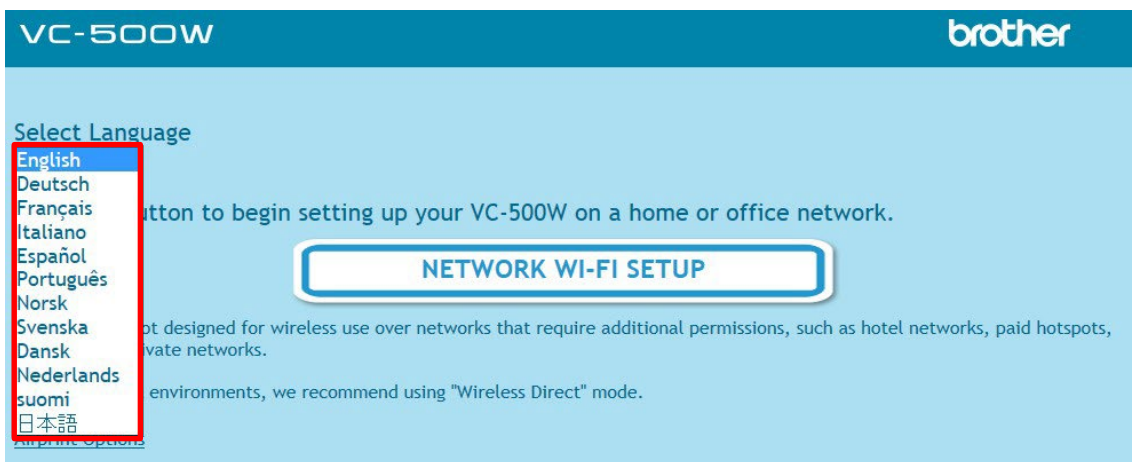 VC-500W
brother
Select Language
English
Deutsch
Français
utton to begin setting up your VC-500W on a home or office network.
Italiano
Español
Português
NETWORK WI-FI SETUP
Norsk
Svenska
ot designed for wireless use over networks that require additional permissions, such as hotel networks, paid hotspots,
Dansk
ivate networks.
Nederlands
environments, we recommend using "Wireless Direct" mode.
suomi
日本語
Airprint Options